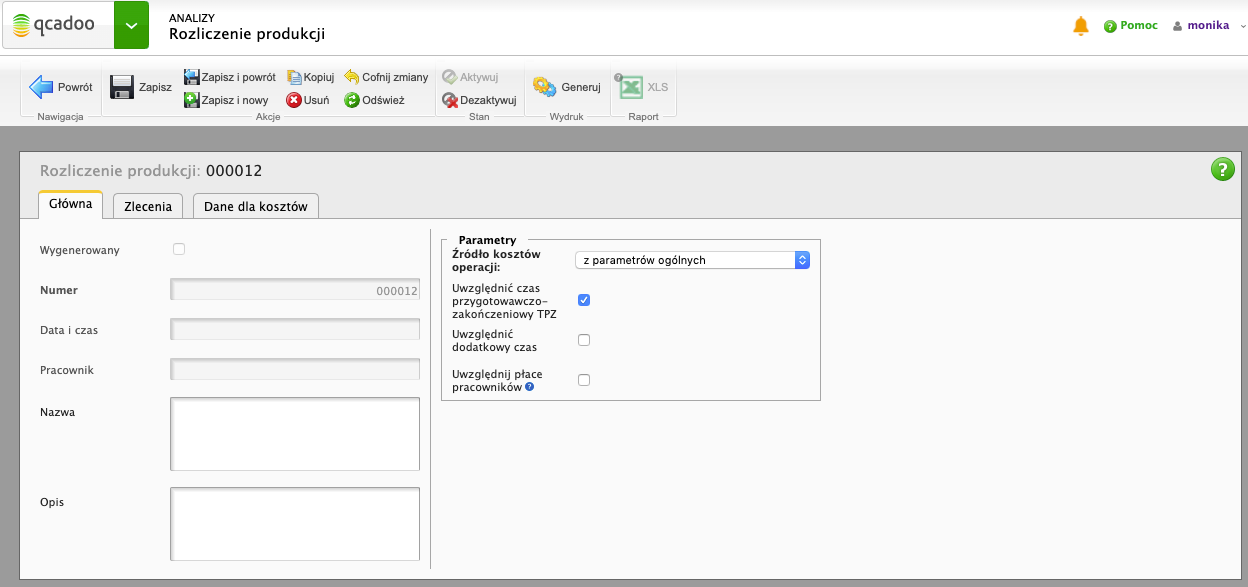 qcadoo
ANALIZY
Rozliczenie produkcji
Pomoc
monika
Powrót
Zapisz
Zapisz i powrót
Kopiuj
Cofnij zmiany
Zapisz i nowy
Usuń
Odśwież
Aktywuj
Dezaktywuj
Generuj
XLS
Nawigacja
Akcje
Stan
Wydruk
Raport
Rozliczenie produkcji: 000012
Główna
Zlecenia
Dane dla kosztów
Wygenerowany
Numer
000012
Data i czas
Pracownik
Nazwa
Opis
Parametry
Źródło kosztów
operacji:
z parametrów ogólnych
Uwzględnić czas
przygotowawczo-
zakończeniowy TPZ
Uwzględnić
dodatkowy czas
Uwzględnij płace
pracowników